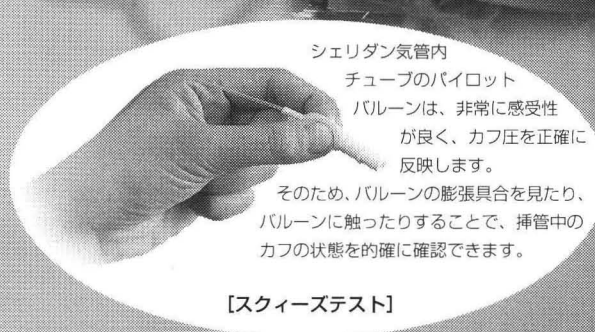 シェリダン気管内
チューブのパイロット
バルーンは、非常に感受性
が良く、カフ圧を正確に
反映します。
そのため、バルーンの膨張具合を見たり、
バルーンに触ったりすることで、挿管中の
カフの状態を的確に確認できます。
[スクィーズテスト]